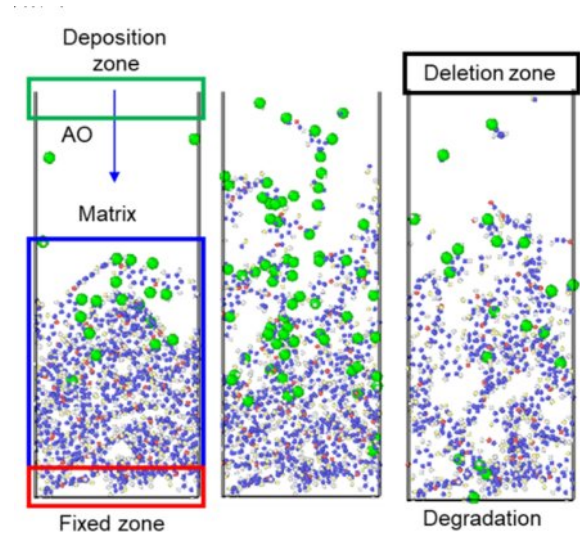 Deposition
zone
Deletion zone
AO
Matrix
Fixed zone
Degradation